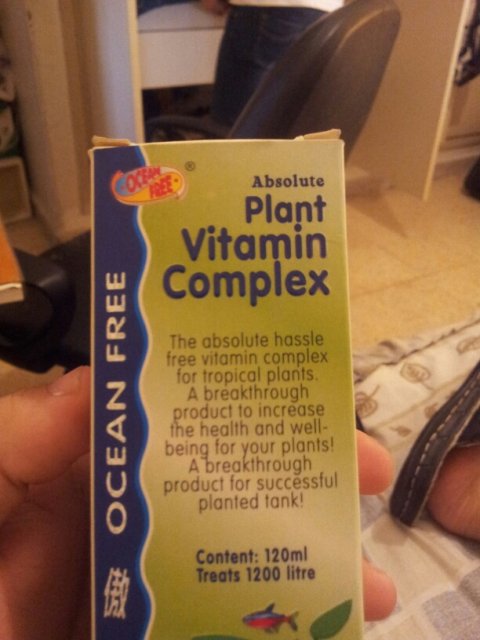 OCEAN
FREE
®
Absolute
Plant
Vitamin
Complex
The absolute hassle
free vitamin complex
for tropical plants.
A breakthrough
product to increase
the health and well-
being for your plants!
A breakthrough
product for successful
planted tank!
Content: 120ml
Treats 1200 litre
OCEAN FREE
傲